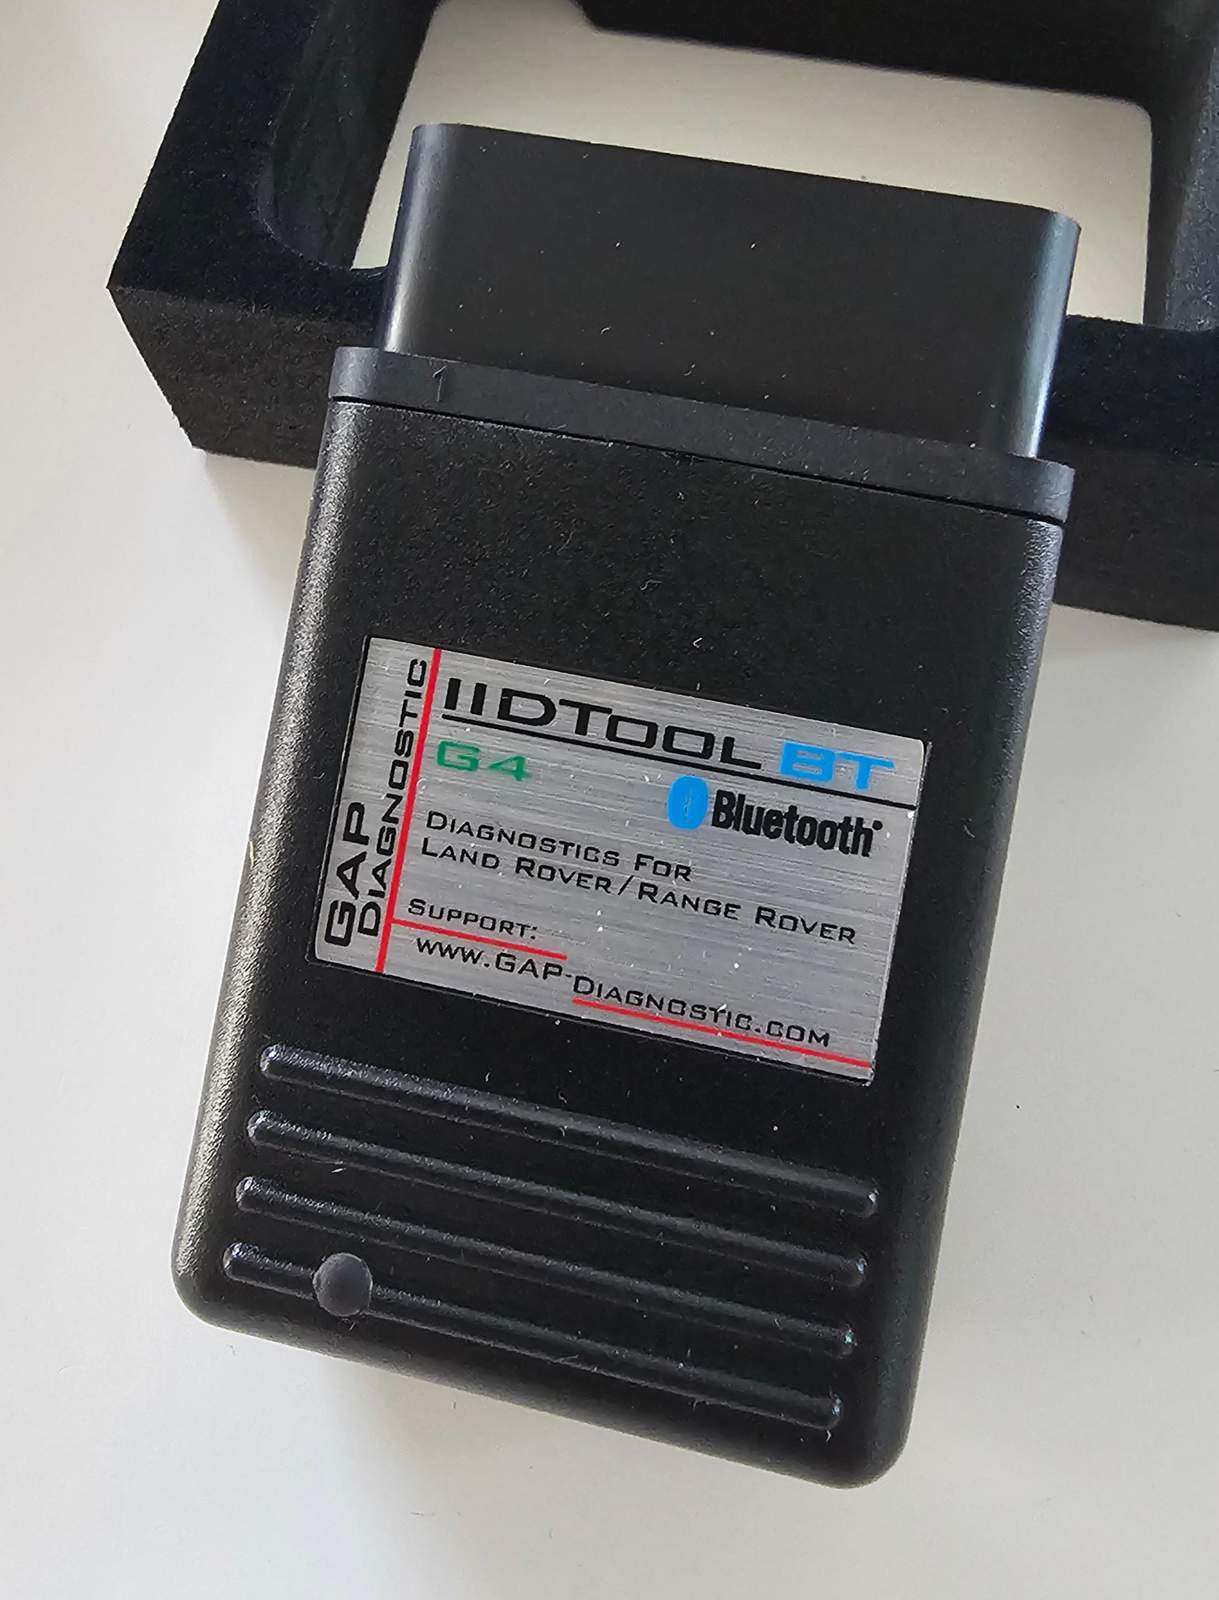 GAP
DIAGNOSTIC
IIDTOOL BT
G4
Bluetooth®
DIAGNOSTICS FOR
LAND ROVER/RANGE ROVER
SUPPORT:
WWW.GAP-DIAGNOSTIC.COM